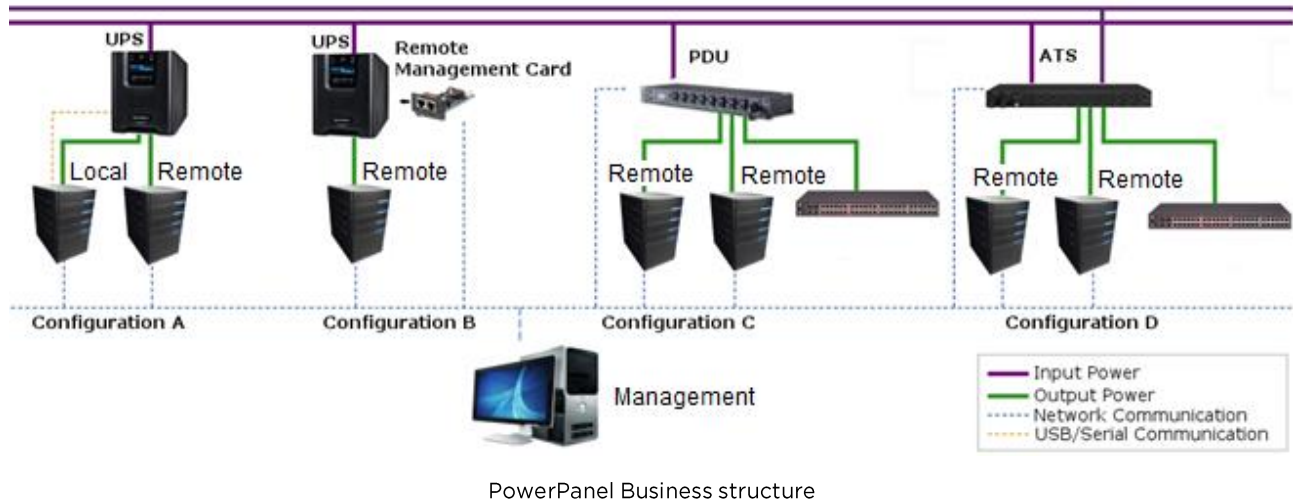 UPS
UPS
Remote
Management Card
PDU
ATS
Local
Remote
Remote
Remote
Remote
Remote
Remote
Configuration A
Configuration B
Configuration C
Configuration D
Management
Input Power
Output Power
Network Communication
USB/Serial Communication
PowerPanel Business structure